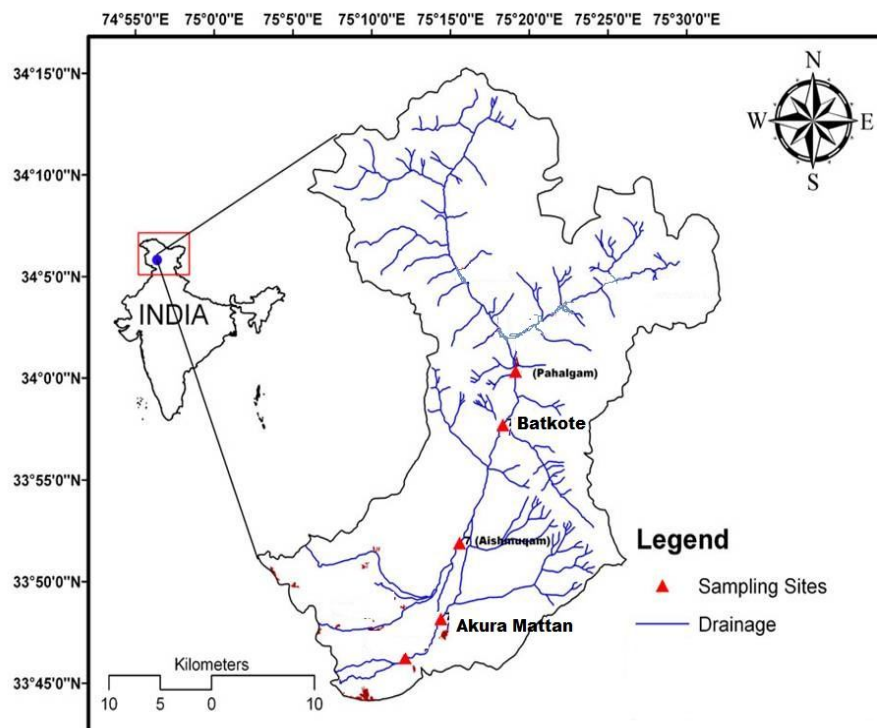 74°55'0"E 75°0'0"E 75°5'0"E 75°10'0"E 75°15'0"E 75°20'0"E 75°25'0"E 75°30'0"E
34°15'0"N
34°10'0"N
34°5'0"N
34°0'0"N
33°55'0"N
33°50'0"N
33°45'0"N
N
W E
S
INDIA
(Pahalgam)
Batkote
7 (Aishmuqam)
Akura Mattan
Legend
Sampling Sites
Drainage
Kilometers
10 5 0 10